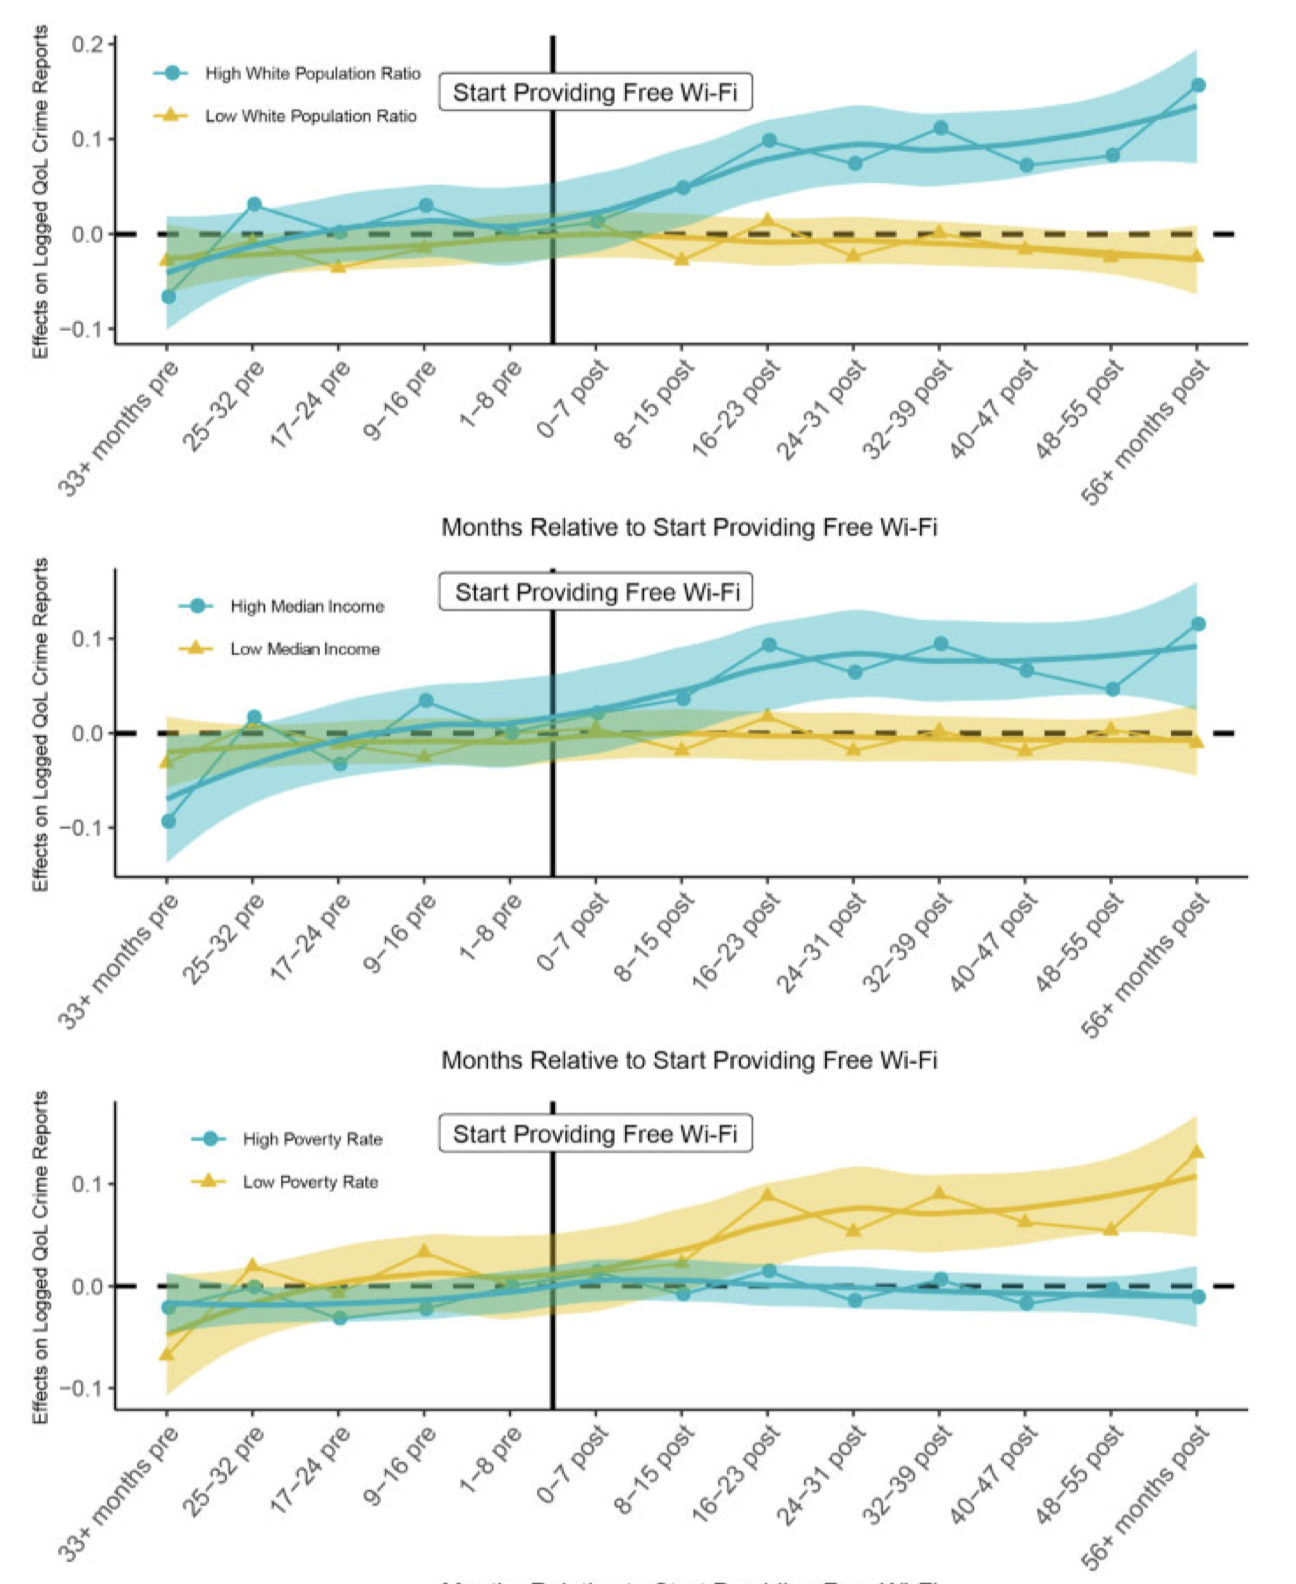 Effects on Logged QoL Crime Reports
0.2
0.1
0.0
−0.1
High White Population Ratio
Low White Population Ratio
Start Providing Free Wi-Fi
33+ months pre
25−32 pre
17−24 pre
9−16 pre
1−8 pre
0−7 post
8−15 post
16−23 post
24−31 post
32−39 post
40−47 post
48−55 post
56+ months post
Months Relative to Start Providing Free Wi-Fi
Effects on Logged QoL Crime Reports
0.1
0.0
−0.1
High Median Income
Low Median Income
Start Providing Free Wi-Fi
33+ months pre
25−32 pre
17−24 pre
9−16 pre
1−8 pre
0−7 post
8−15 post
16−23 post
24−31 post
32−39 post
40−47 post
48−55 post
56+ months post
Months Relative to Start Providing Free Wi-Fi
Effects on Logged QoL Crime Reports
0.1
0.0
−0.1
High Poverty Rate
Low Poverty Rate
Start Providing Free Wi-Fi
33+ months pre
25−32 pre
17−24 pre
9−16 pre
1−8 pre
0−7 post
8−15 post
16−23 post
24−31 post
32−39 post
40−47 post
48−55 post
56+ months post